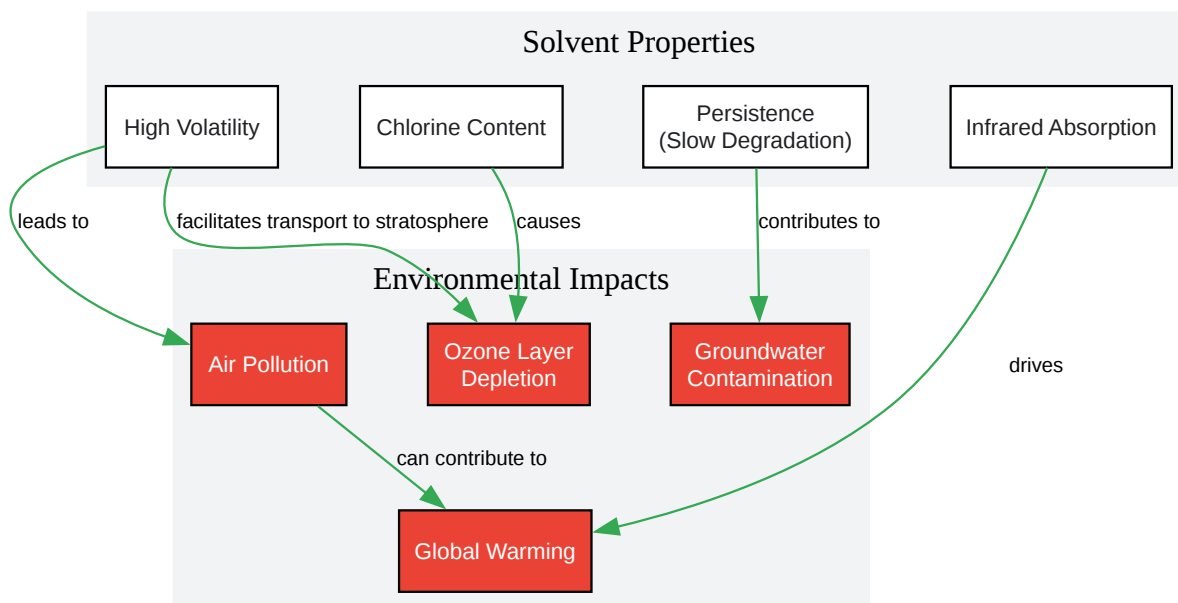 Solvent Properties
High Volatility
Chlorine Content
Persistence
(Slow Degradation)
Infrared Absorption
leads to
facilitates transport to stratosphere
causes
contributes to
Environmental Impacts
Air Pollution
Ozone Layer
Depletion
Groundwater
Contamination
drives
can contribute to
Global Warming